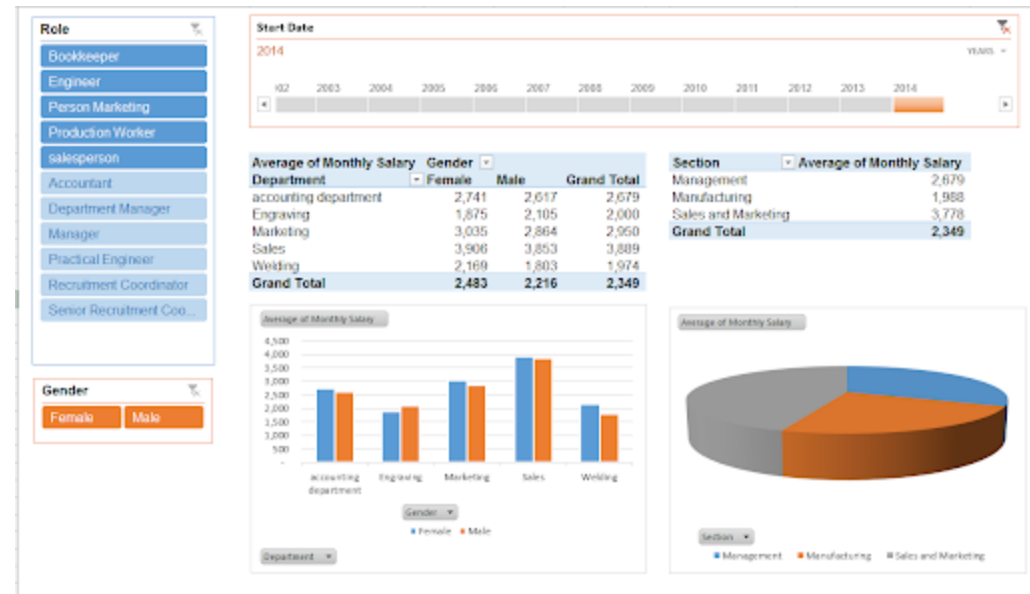 Role
Bookkeeper
Engineer
Person Marketing
Production Worker
salesperson
Accountant
Department Manager
Manager
Practical Engineer
Recruitment Coordinator
Senior Recruitment Coo...
Gender
Female Male
Start Date
2014 YEARS
002 2003 2004 2005 2006 2007 2008 2009 2010 2011 2012 2013 2014
Average of Monthly Salary Gender
Department Female Male Grand Total
accounting department 2,741 2,617 2,679
Engraving 1,875 2,105 2,000
Marketing 3,035 2,864 2,950
Sales 3,906 3,853 3,889
Welding 2,169 1,803 1,974
Grand Total 2,483 2,216 2,349
Section Average of Monthly Salary
Management 2,679
Manufacturing 1,988
Sales and Marketing 3,778
Grand Total 2,349
Average of Monthly Salary
4,500
4,000
3,500
3,000
2,500
2,000
1,500
1,000
500
-
accounting department Engraving Marketing Sales Welding
Gender
Female Male
Department
Average of Monthly Salary
Section
Management Manufacturing Sales and Marketing